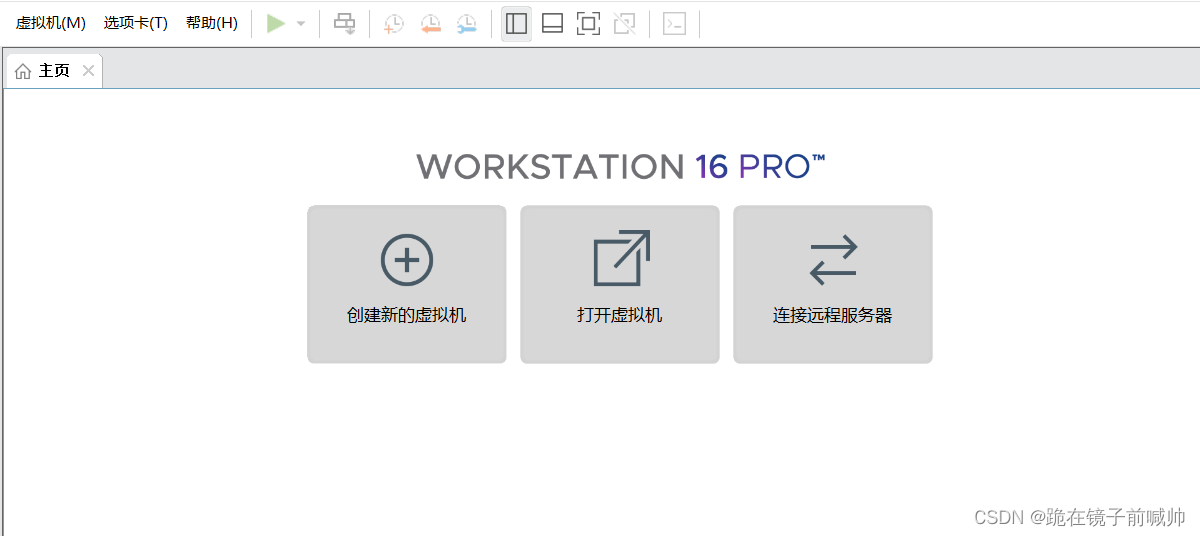 虚拟机(M) 选项卡(T) 帮助(H)
主页
WORKSTATION 16 PRO™
创建新的虚拟机 打开虚拟机 连接远程服务器
CSDN @跪在镜子前喊帅